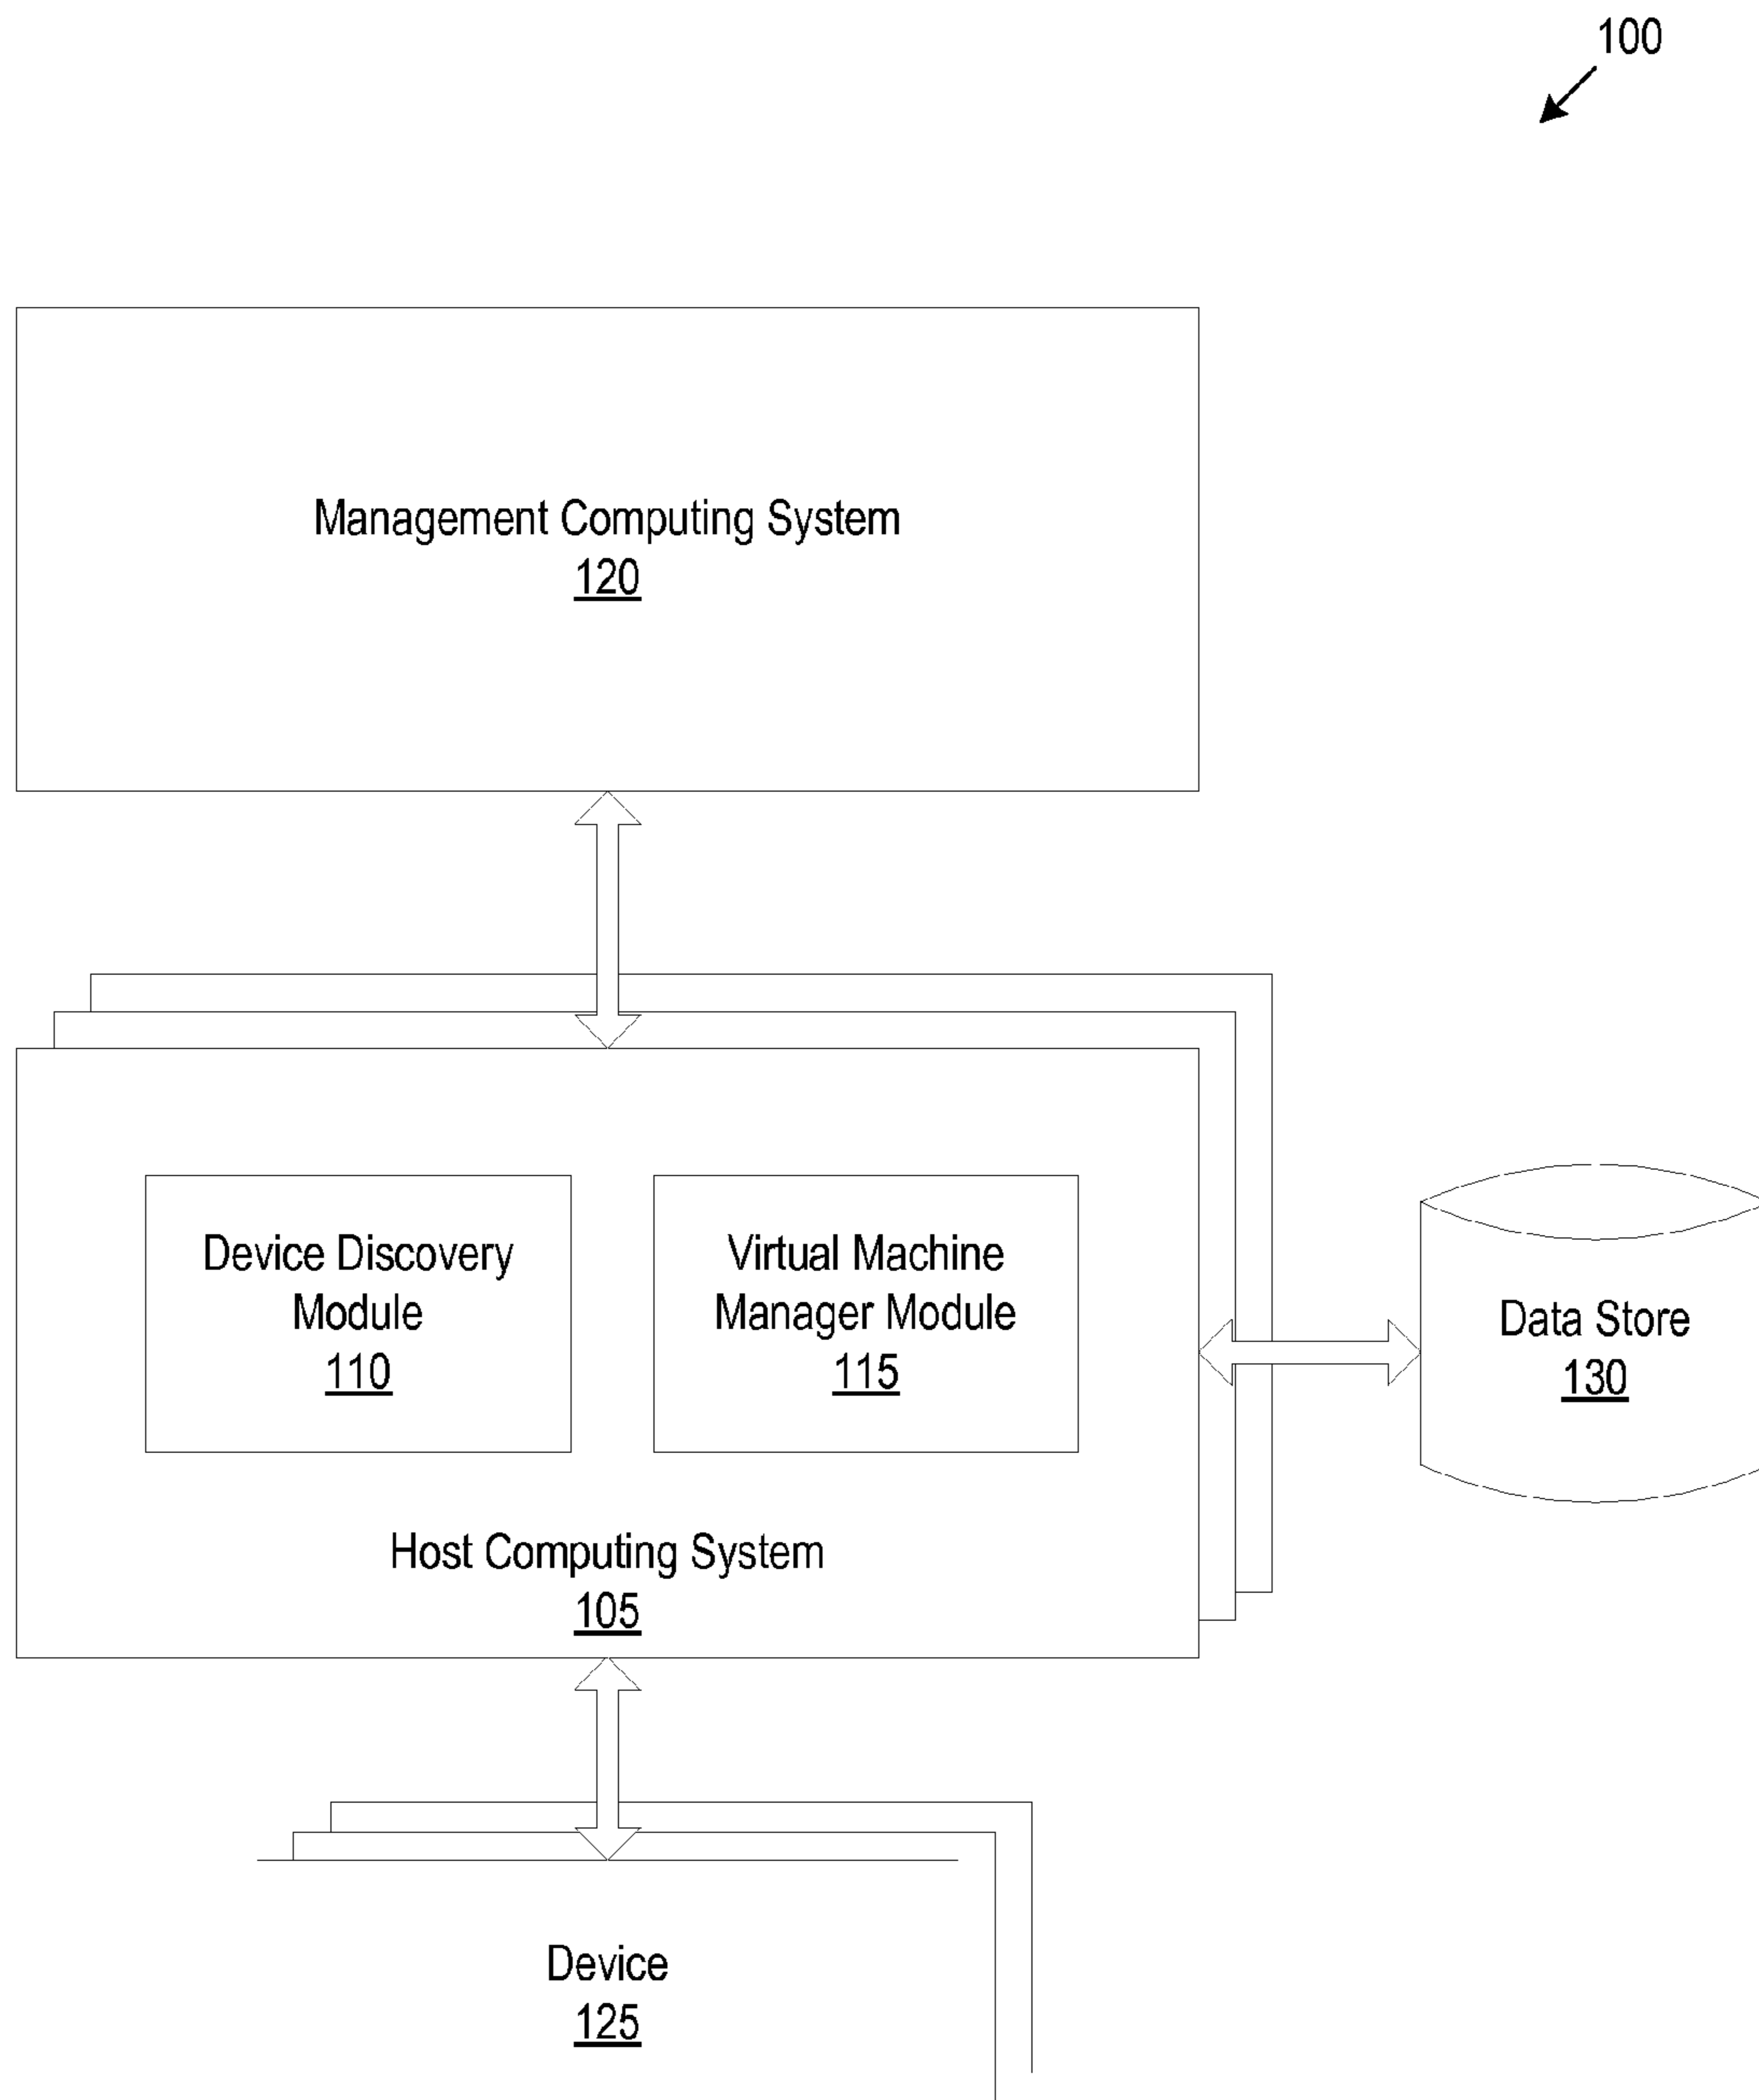 100
Management Computing System
120
Device Discovery
Module
110
Virtual Machine
Manager Module
115
Data Store
130
Host Computing System
105
Device
125